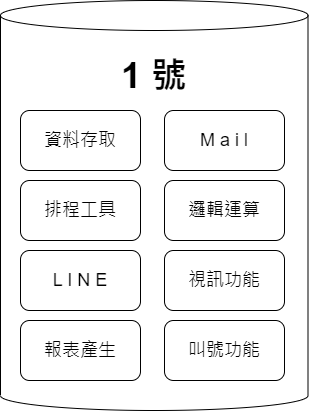 1 號
資料存取
Mail
排程工具
邏輯運算
LINE
視訊功能
報表產生
叫號功能